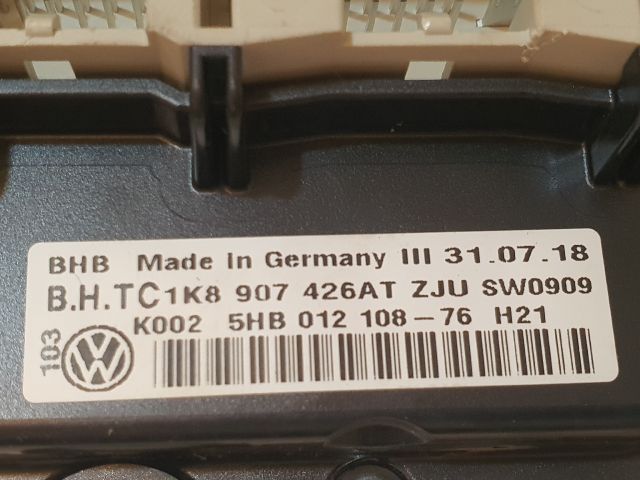 BHB Made In Germany III 31.07.18
B.H.TC1K8 907 426AT ZJU SW0909
K002 5HB 012 108-76 H21
103